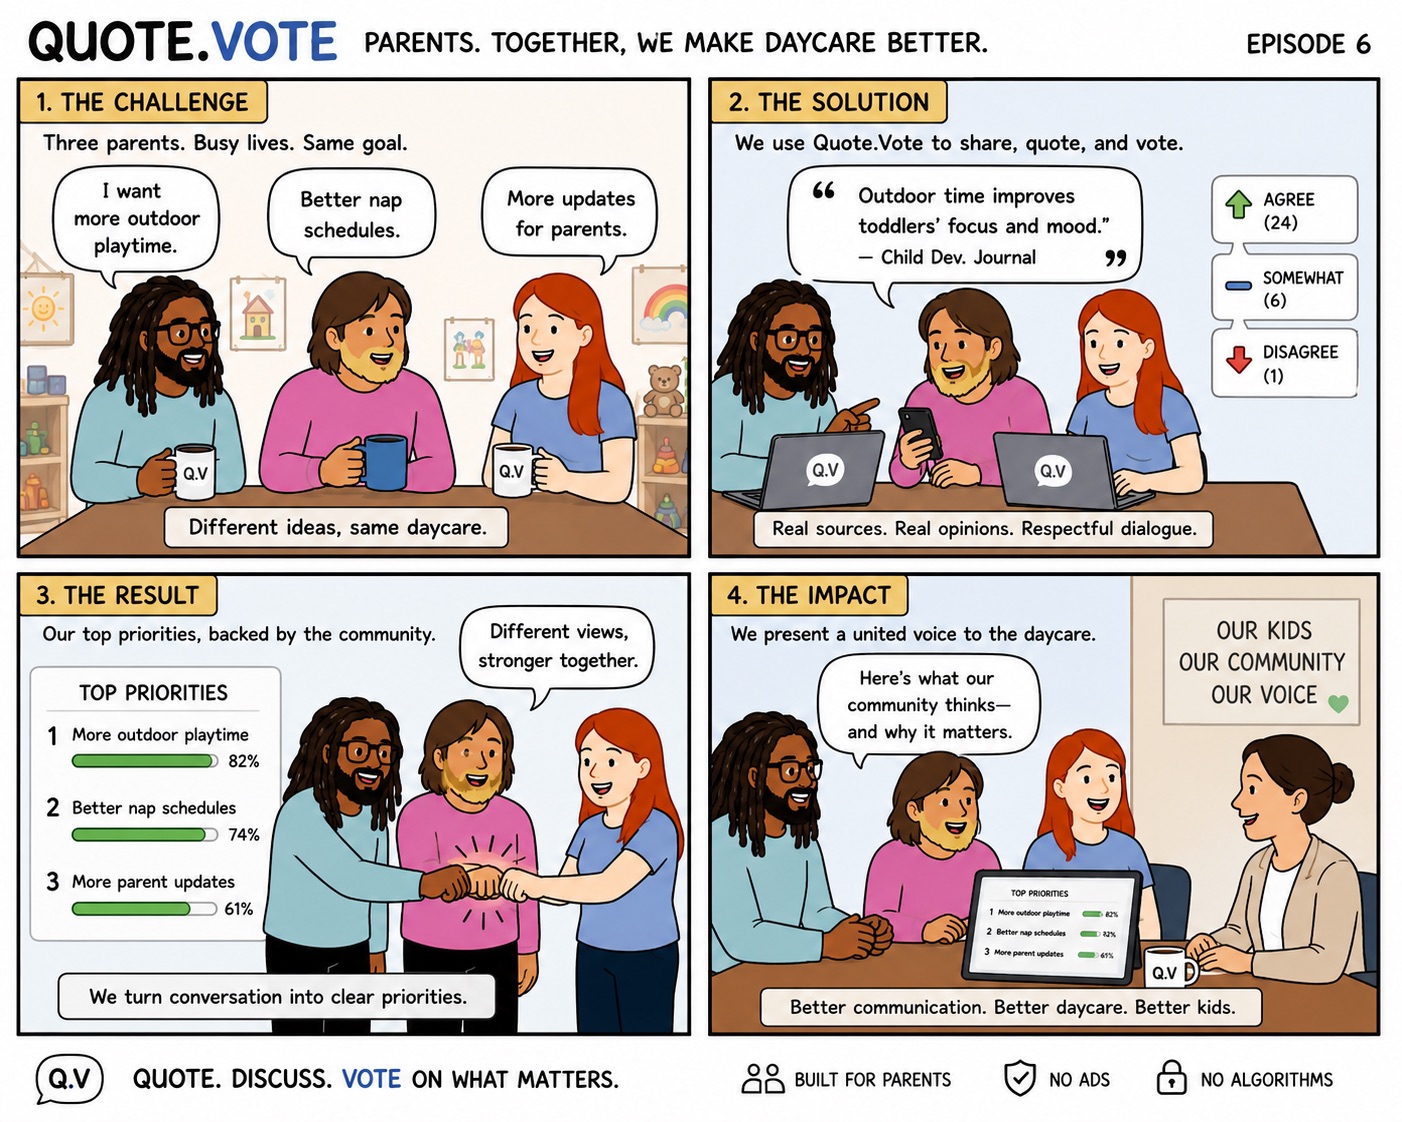 QUOTE.VOTE
PARENTS. TOGETHER, WE MAKE DAYCARE BETTER.
EPISODE 6
1. THE CHALLENGE
Three parents. Busy lives. Same goal.
I want
more outdoor
playtime.
Better nap
schedules.
More updates
for parents.
Q.V
Q.V
Different ideas, same daycare.
2. THE SOLUTION
We use Quote.Vote to share, quote, and vote.
“ Outdoor time improves
toddlers’ focus and mood.”
— Child Dev. Journal ”
AGREE
(24)
SOMEWHAT
(6)
DISAGREE
(1)
Q.V
Q.V
Real sources. Real opinions. Respectful dialogue.
3. THE RESULT
Our top priorities, backed by the community.
Different views,
stronger together.
TOP PRIORITIES
1 More outdoor playtime
82%
2 Better nap schedules
74%
3 More parent updates
61%
We turn conversation into clear priorities.
4. THE IMPACT
We present a united voice to the daycare.
Here’s what our
community thinks—
and why it matters.
OUR KIDS
OUR COMMUNITY
OUR VOICE
TOP PRIORITIES
1 More outdoor playtime 82%
2 Better nap schedules
3 More parent updates 61%
Q.V
Better communication. Better daycare. Better kids.
Q.V
QUOTE. DISCUSS. VOTE ON WHAT MATTERS.
BUILT FOR PARENTS
NO ADS
NO ALGORITHMS